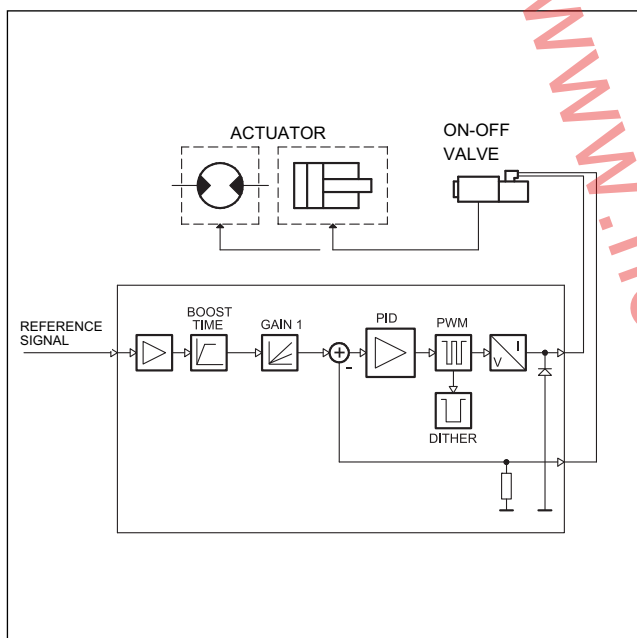 ACTUATOR
ON-OFF
VALVE
REFERENCE
SIGNAL
BOOST
TIME
GAIN 1
PID
PWM
I
V
DITHER
+
-
www.